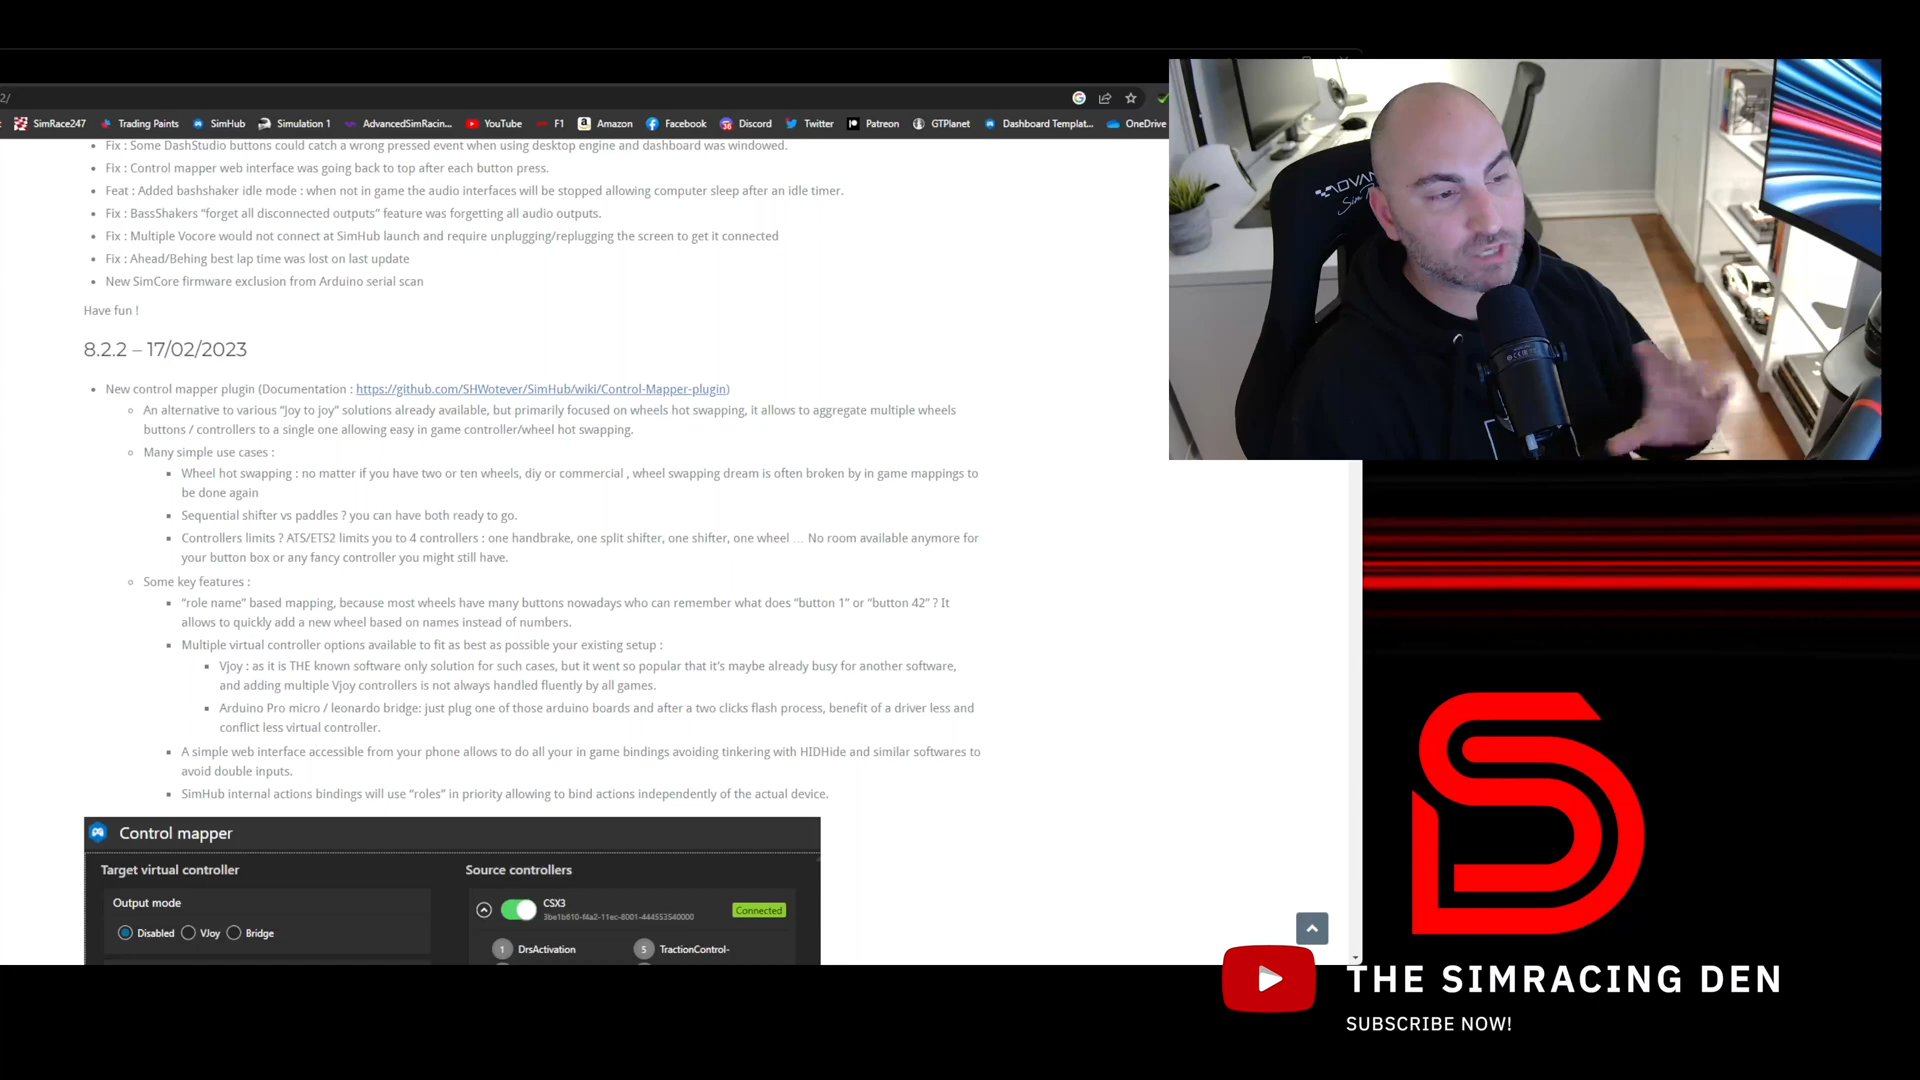 2/
SimRace247 Trading Paints SimHub Simulation 1 AdvancedSimRacin... YouTube F1 Amazon Facebook Discord Twitter Patreon GTPlanet Dashboard Templat... OneDrive
Fix : Some DashStudio buttons could catch a wrong pressed event when using desktop engine and dashboard was windowed.
Fix : Control mapper web interface was going back to top after each button press.
Feat : Added bashshaker idle mode : when not in game the audio interfaces will be stopped allowing computer sleep after an idle timer.
Fix : BassShakers “forget all disconnected outputs” feature was forgetting all audio outputs.
Fix : Multiple Vocore would not connect at SimHub launch and require unplugging/replugging the screen to get it connected
Fix : Ahead/Behing best lap time was lost on last update
New SimCore firmware exclusion from Arduino serial scan
Have fun !
8.2.2 – 17/02/2023
New control mapper plugin (Documentation : https://github.com/SHWotever/SimHub/wiki/Control-Mapper-plugin)
An alternative to various “Joy to joy” solutions already available, but primarily focused on wheels hot swapping, it allows to aggregate multiple wheels
buttons / controllers to a single one allowing easy in game controller/wheel hot swapping.
Many simple use cases :
Wheel hot swapping : no matter if you have two or ten wheels, diy or commercial , wheel swapping dream is often broken by in game mappings to
be done again
Sequential shifter vs paddles ? you can have both ready to go.
Controllers limits ? ATS/ETS2 limits you to 4 controllers : one handbrake, one split shifter, one shifter, one wheel … No room available anymore for
your button box or any fancy controller you might still have.
Some key features :
“role name” based mapping, because most wheels have many buttons nowadays who can remember what does “button 1” or “button 42” ? It
allows to quickly add a new wheel based on names instead of numbers.
Multiple virtual controller options available to fit as best as possible your existing setup :
Vjoy : as it is THE known software only solution for such cases, but it went so popular that it’s maybe already busy for another software,
and adding multiple Vjoy controllers is not always handled fluently by all games.
Arduino Pro micro / leonardo bridge: just plug one of those arduino boards and after a two clicks flash process, benefit of a driver less and
conflict less virtual controller.
A simple web interface accessible from your phone allows to do all your in game bindings avoiding tinkering with HIDHide and similar softwares to
avoid double inputs.
SimHub internal actions bindings will use “roles” in priority allowing to bind actions independently of the actual device.
Control mapper
Target virtual controller
Source controllers
Output mode
CSX3
3be1b610-f4a2-11ec-8001-444553540000
Connected
Disabled VJoy Bridge
1 DrsActivation 5 TractionControl-
THE SIMRACING DEN
SUBSCRIBE NOW!